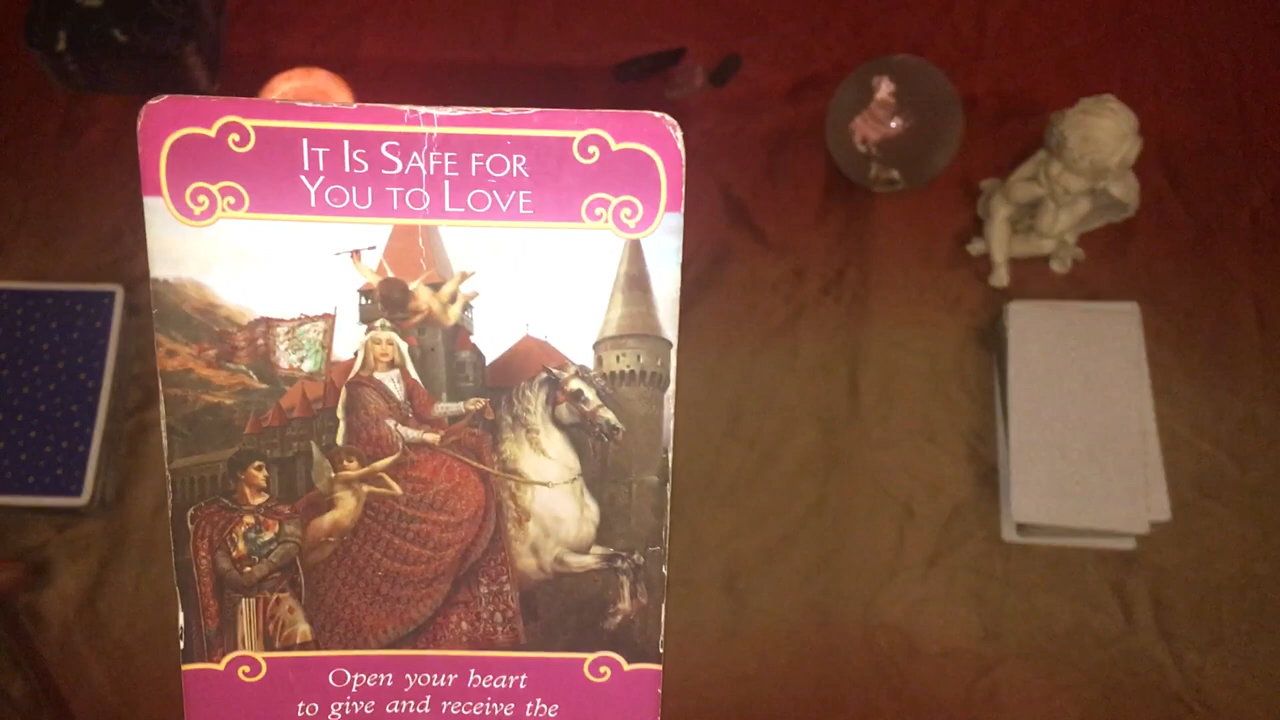 IT IS SAFE FOR
YOU TO LOVE
Open your heart
to give and receive the